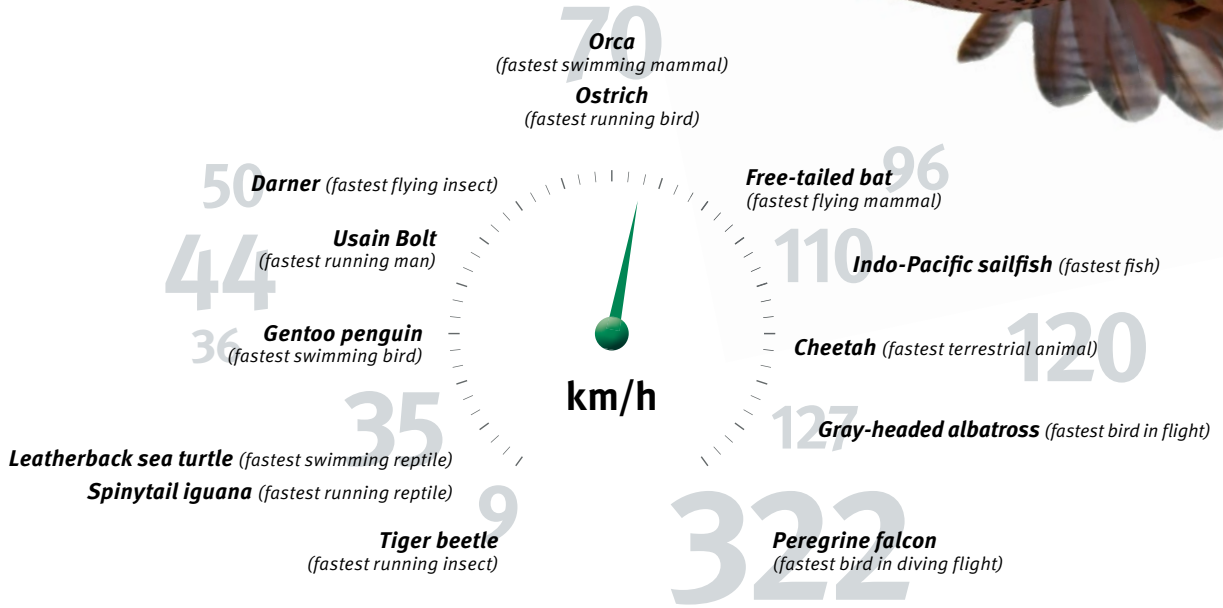 70
Orca
(fastest swimming mammal)
Ostrich
(fastest running bird)
50
Darner (fastest flying insect)
44
Usain Bolt
(fastest running man)
36
Gentoo penguin
(fastest swimming bird)
35
Leatherback sea turtle (fastest swimming reptile)
Spinytail iguana (fastest running reptile)
9
Tiger beetle
(fastest running insect)
km/h
96
Free-tailed bat
(fastest flying mammal)
110
Indo-Pacific sailfish (fastest fish)
120
Cheetah (fastest terrestrial animal)
127
Gray-headed albatross (fastest bird in flight)
322
Peregrine falcon
(fastest bird in diving flight)